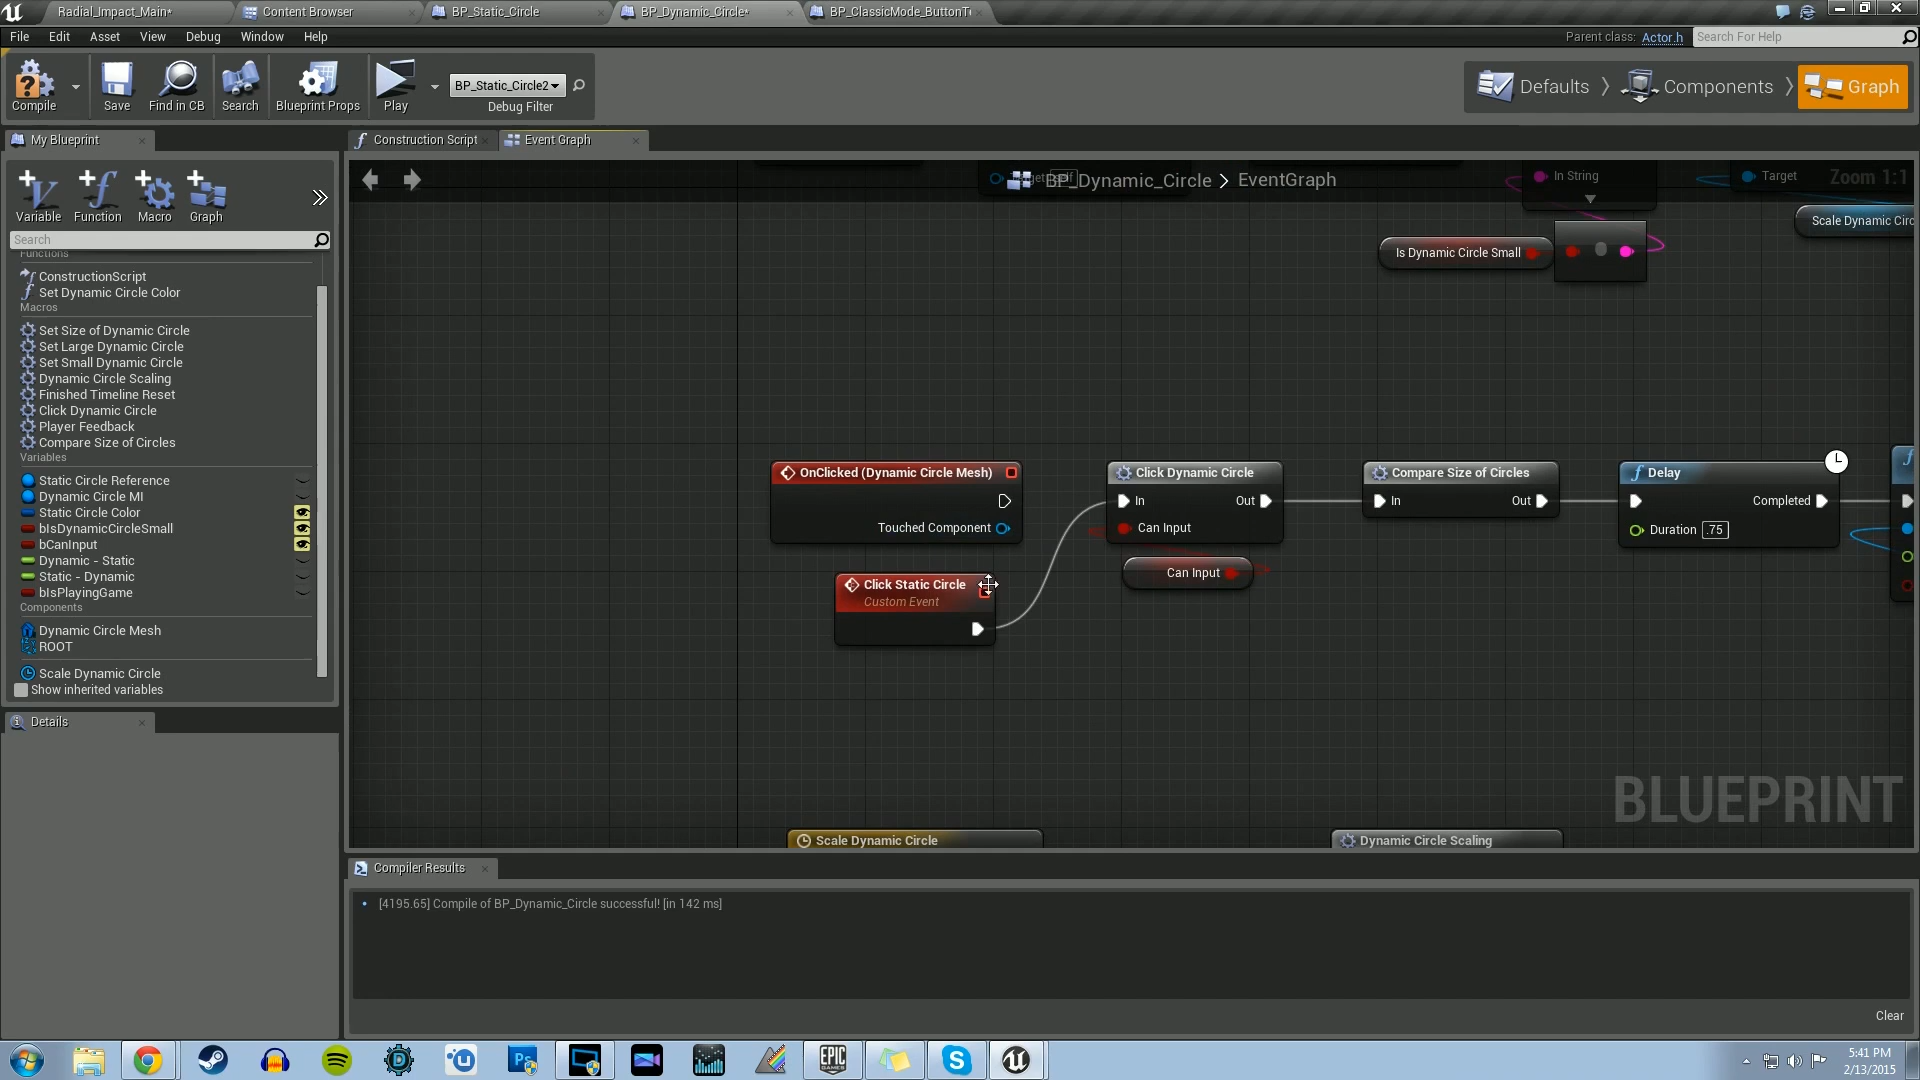 Radial_Impact_Main*
Content Browser
BP_Static_Circle
BP_Dynamic_Circle*
BP_ClassicMode_ButtonTe
File Edit Asset View Debug Window Help
Parent class: Actor.h
Search For Help
Compile
Save
Find in CB
Search
Blueprint Props
Play
BP_Static_Circle2
Debug Filter
Defaults
Components
Graph
My Blueprint
Construction Script
Event Graph
Variable
Function
Macro
Graph
BP_Dynamic_Circle > EventGraph
Zoom 1:1
Search
Functions
ConstructionScript
Set Dynamic Circle Color
Macros
Set Size of Dynamic Circle
Set Large Dynamic Circle
Set Small Dynamic Circle
Dynamic Circle Scaling
Finished Timeline Reset
Click Dynamic Circle
Player Feedback
Compare Size of Circles
Variables
Static Circle Reference
Dynamic Circle MI
Static Circle Color
bIsDynamicCircleSmall
bCanInput
Dynamic - Static
Static - Dynamic
bIsPlayingGame
Components
Dynamic Circle Mesh
ROOT
Scale Dynamic Circle
Show inherited variables
Details
In String
Target
Scale Dynamic Circ
Is Dynamic Circle Small
OnClicked (Dynamic Circle Mesh)
Touched Component
Click Dynamic Circle
In Out
Can Input
Can Input
Compare Size of Circles
In Out
Delay
Completed
Duration .75
Click Static Circle
Custom Event
Scale Dynamic Circle
Dynamic Circle Scaling
BLUEPRINT
Compiler Results
[4195.65] Compile of BP_Dynamic_Circle successful! [in 142 ms]
Clear
Ps
EPIC
GAMES
5:41 PM
2/13/2015